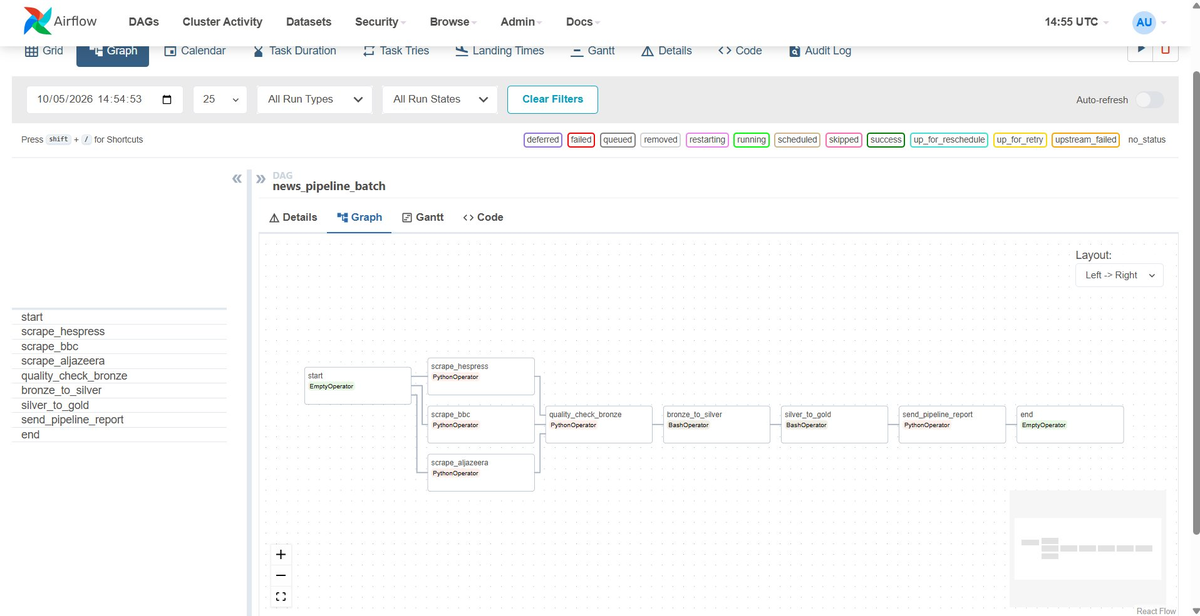 Airflow DAGs Cluster Activity Datasets Security Browse Admin Docs 14:55 UTC AU
Grid Graph Calendar Task Duration Task Tries Landing Times Gantt Details Code Audit Log
10/05/2026 14:54:53 25 All Run Types All Run States Clear Filters Auto-refresh
Press shift + / for Shortcuts deferred failed queued removed restarting running scheduled skipped success up_for_reschedule up_for_retry upstream_failed no_status
DAG
news_pipeline_batch
Details Graph Gantt Code
Layout:
Left -> Right
start
scrape_hespress
scrape_bbc
scrape_aljazeera
quality_check_bronze
bronze_to_silver
silver_to_gold
send_pipeline_report
end
start
EmptyOperator
scrape_hespress
PythonOperator
scrape_bbc
PythonOperator
scrape_aljazeera
PythonOperator
quality_check_bronze
PythonOperator
bronze_to_silver
BashOperator
silver_to_gold
BashOperator
send_pipeline_report
PythonOperator
end
EmptyOperator
React Flow